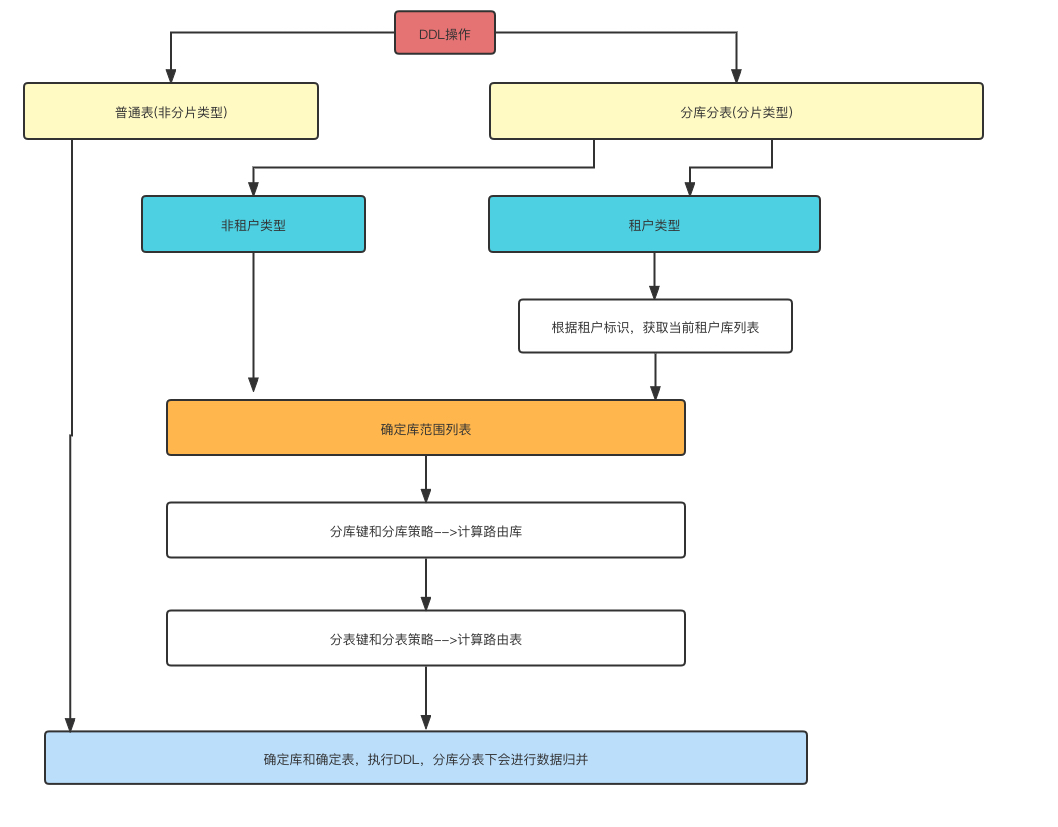 DDL操作
普通表(非分片类型)
分库分表(分片类型)
非租户类型
租户类型
根据租户标识，获取当前租户库列表
确定库范围列表
分库键和分库策略-->计算路由库
分表键和分表策略-->计算路由表
确定库和确定表，执行DDL，分库分表下会进行数据归并